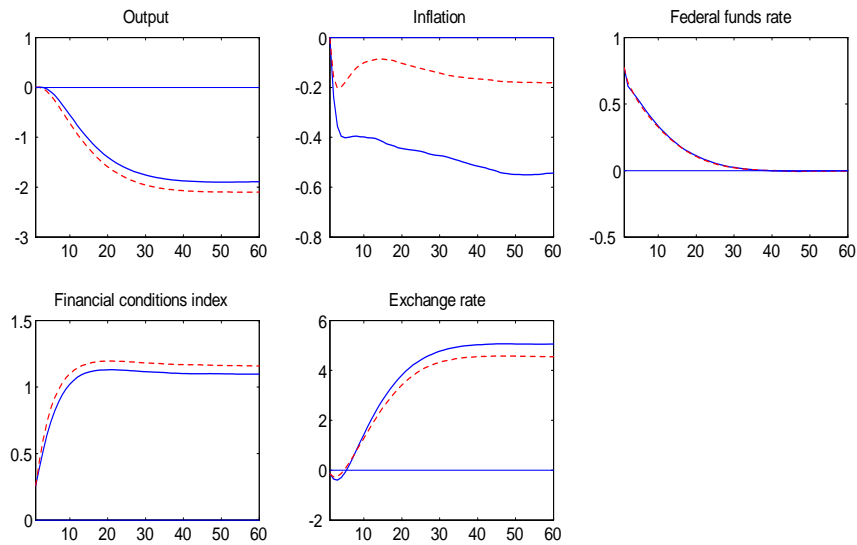 Output
1
0
-1
-2
-3
10 20 30 40 50 60
Inflation
0
-0.2
-0.4
-0.6
-0.8
10 20 30 40 50 60
Federal funds rate
1
0.5
0
-0.5
10 20 30 40 50 60
Financial conditions index
1.5
1
0.5
0
10 20 30 40 50 60
Exchange rate
6
4
2
0
-2
10 20 30 40 50 60